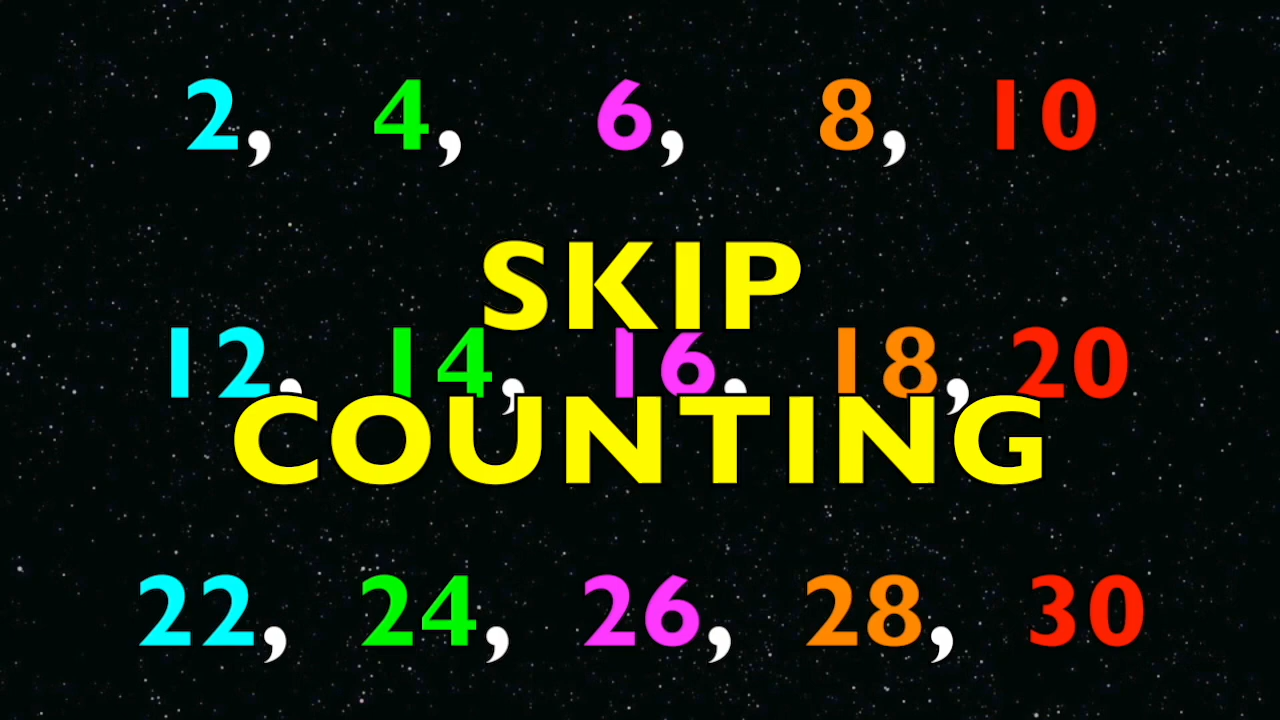 2, 4, 6, 8, 10
SKIP
12, 14, 16, 18, 20
COUNTING
22, 24, 26, 28, 30